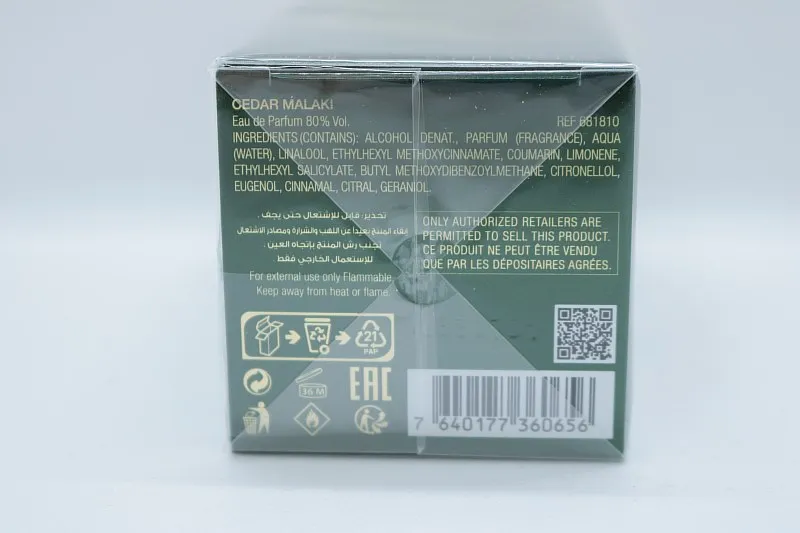 CEDAR MALAKI
Eau de Parfum 80% Vol.
REF 681810
INGREDIENTS (CONTAINS): ALCOHOL DENAT., PARFUM (FRAGRANCE), AQUA
(WATER), LINALOOL, ETHYLHEXYL METHOXYCINNAMATE, COUMARIN, LIMONENE,
ETHYLHEXYL SALICYLATE, BUTYL METHOXYDIBENZOYLMETHANE, CITRONELLOL,
EUGENOL, CINNAMAL, CITRAL, GERANIOL.
تحذير: قابل للإشتعال حتى يجف .
إبقاء المنتج بعيداً عن اللهب والشرارة ومصادر الاشتعال
تجنب رش المنتج بإتجاه العين .
للإستعمال الخارجي فقط .
For external use only Flammable.
Keep away from heat or flame.
ONLY AUTHORIZED RETAILERS ARE
PERMITTED TO SELL THIS PRODUCT.
CE PRODUIT NE PEUT ÊTRE VENDU
QUE PAR LES DÉPOSITAIRES AGRÉES.
21
PAP
36 M
EAC
7 640177 360656